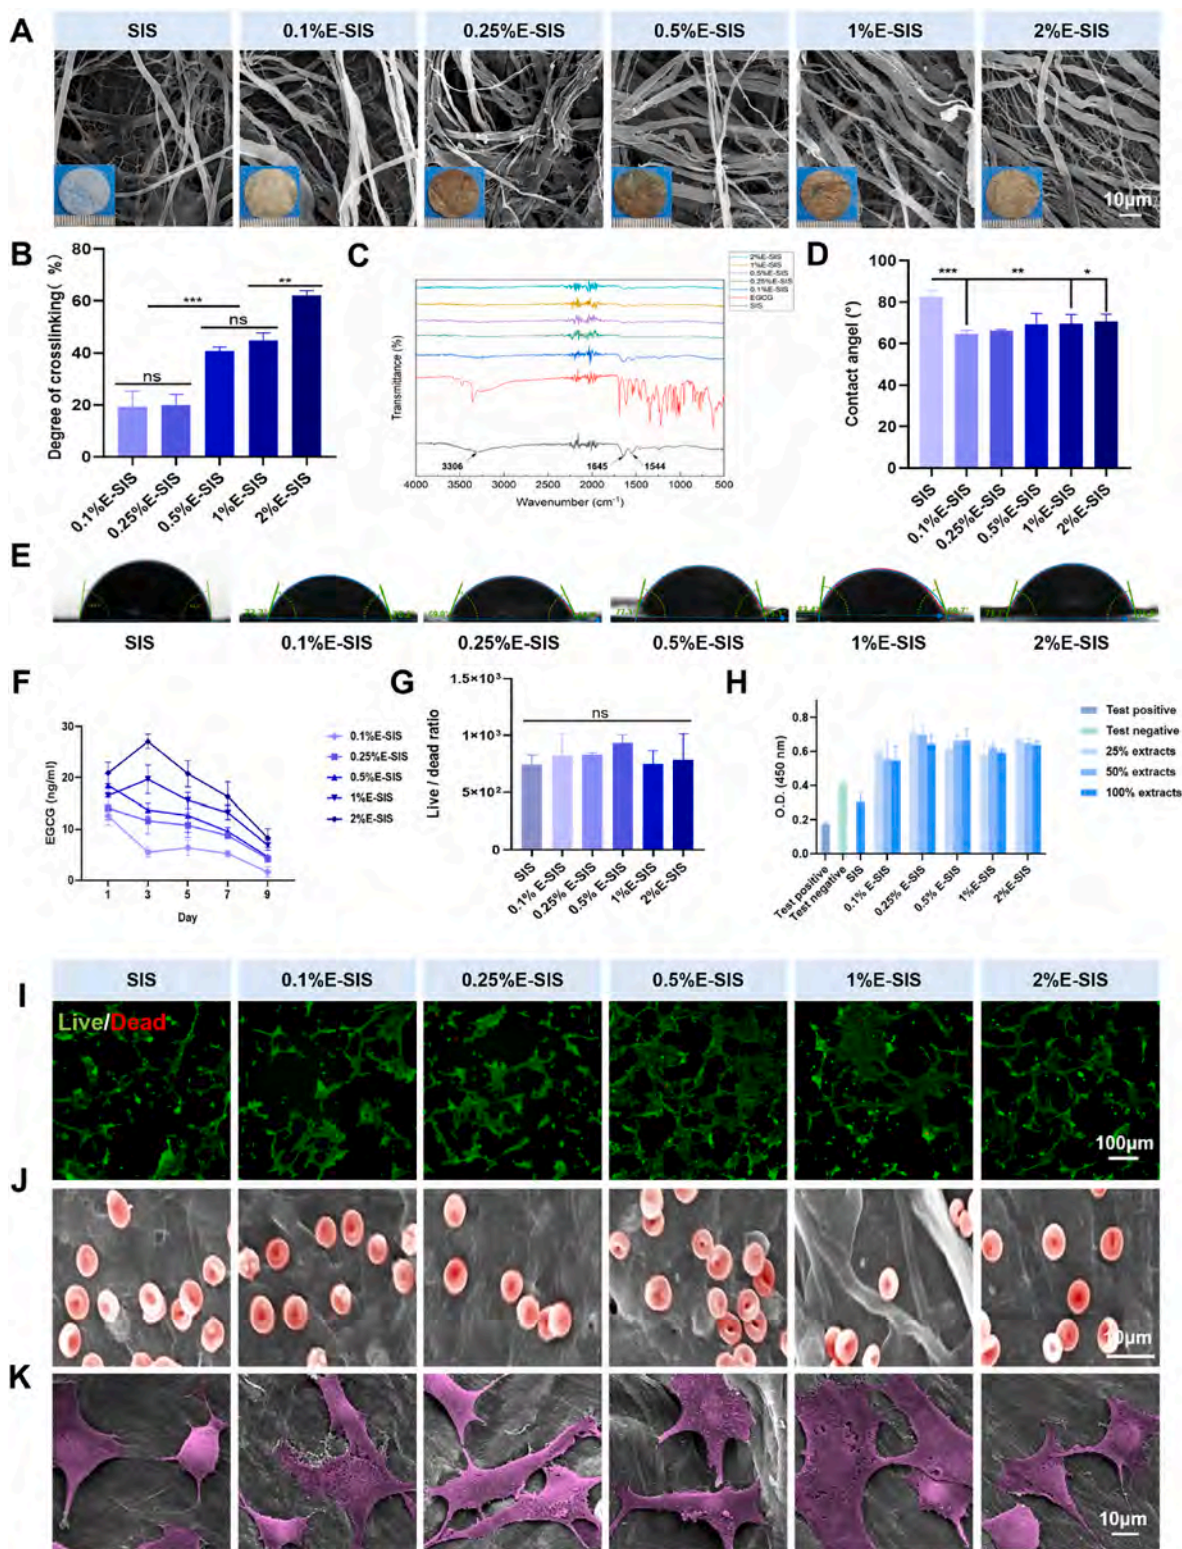 A
SIS
0.1%E-SIS
0.25%E-SIS
0.5%E-SIS
1%E-SIS
2%E-SIS
10μm
B
Degree of crosslinking( %)
80
60
40
20
0
ns
***
ns
**
0.1%E-SIS
0.25%E-SIS
0.5%E-SIS
1%E-SIS
2%E-SIS
C
Transmittance (%)
2%E-SIS
1%E-SIS
0.5%E-SIS
0.25%E-SIS
0.1%E-SIS
EGCG
SIS
3306
1645
1544
4000
3500
3000
2500
2000
1500
1000
500
Wavenumber (cm⁻¹)
D
Contact angel (°)
100
80
60
40
20
0
***
**
*
SIS
0.1%E-SIS
0.25%E-SIS
0.5%E-SIS
1%E-SIS
2%E-SIS
E
SIS
0.1%E-SIS
0.25%E-SIS
0.5%E-SIS
1%E-SIS
2%E-SIS
F
EGCG (ng/ml)
30
20
10
0
1
3
5
7
9
Day
0.1%E-SIS
0.25%E-SIS
0.5%E-SIS
1%E-SIS
2%E-SIS
G
Live / dead ratio
1.5×10³
1×10³
5×10²
0
ns
SIS
0.1% E-SIS
0.25% E-SIS
0.5% E-SIS
1%E-SIS
2%E-SIS
H
O.D. (450 nm)
0.8
0.6
0.4
0.2
0.0
Test positive
Test negative
SIS
0.1% E-SIS
0.25% E-SIS
0.5% E-SIS
1%E-SIS
2%E-SIS
Test positive
Test negative
25% extracts
50% extracts
100% extracts
I
SIS
0.1%E-SIS
0.25%E-SIS
0.5%E-SIS
1%E-SIS
2%E-SIS
Live/Dead
100μm
J
10μm
K
10μm